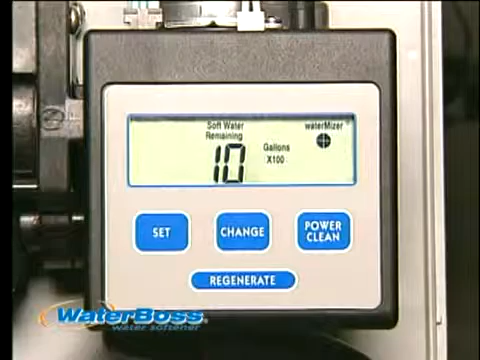 Soft Water
Remaining
waterMizer
Gallons
X100
10
SET
CHANGE
POWER
CLEAN
REGENERATE
WaterBoss®
water softener